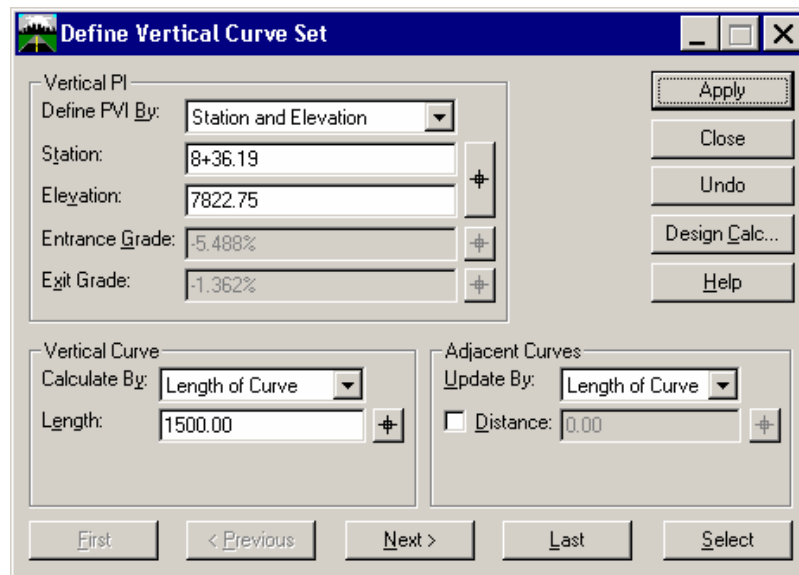 Define Vertical Curve Set
Vertical PI
Define PVI By: Station and Elevation
Station: 8+36.19
Elevation: 7822.75
Entrance Grade: -5.488%
Exit Grade: -1.362%
Apply
Close
Undo
Design Calc...
Help
Vertical Curve
Calculate By: Length of Curve
Length: 1500.00
Adjacent Curves
Update By: Length of Curve
Distance: 0.00
First
< Previous
Next >
Last
Select